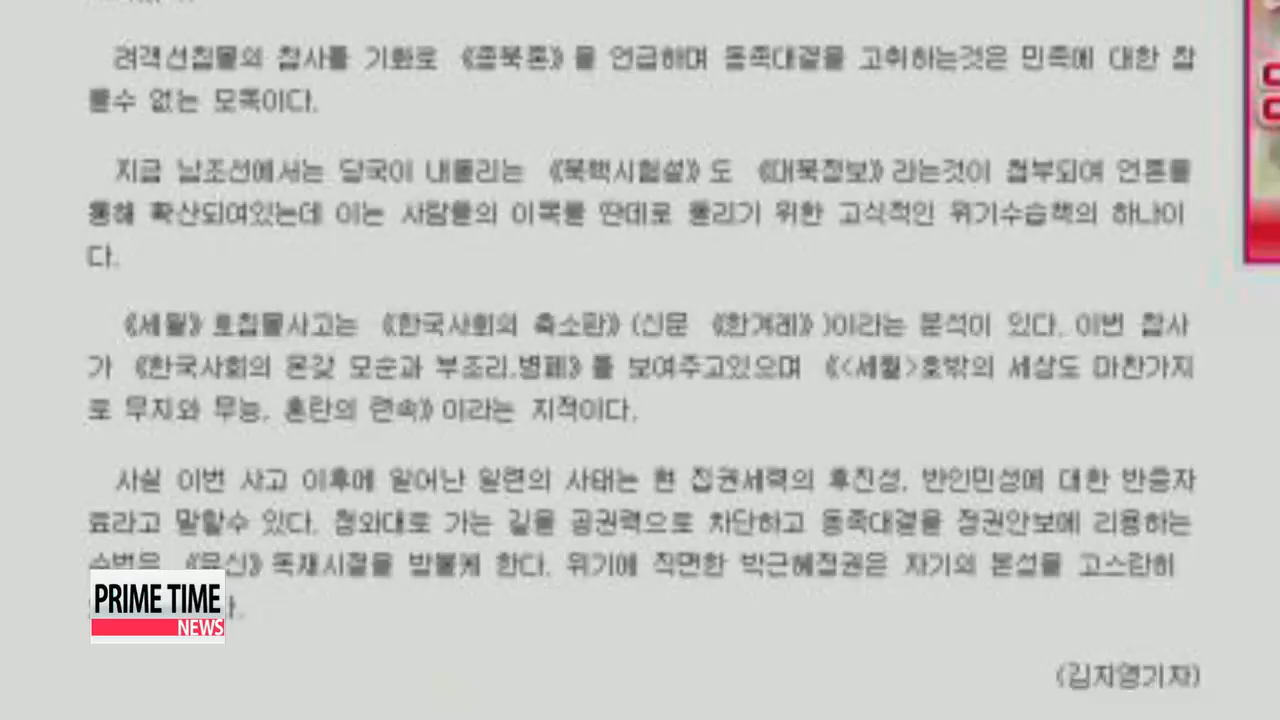 려객선침몰의 참사를 기화로 《종북론》을 언급하며 동족대결을 고취하는것은 민족에 대한 참
를수 없는 모독이다.
지금 남조선에서는 당국이 내돌리는 《북핵시험설》도 《대북정보》라는것이 첨부되여 언론을
통해 확산되여있는데 이는 사람들의 이목을 딴데로 돌리기 위한 고식적인 위기수습책의 하나이
다.
《세월》호침몰사고는 《한국사회의 축소판》(신문 《한겨레》)이라는 분석이 있다. 이번 참사
가 《한국사회의 온갖 모순과 부조리,병페》를 보여주고있으며 《<세월>호밖의 세상도 마찬가지
로 무지와 무능, 혼란의 련속》이라는 지적이다.
사실 이번 사고 이후에 일어난 일련의 사태는 현 집권세력의 후진성, 반인민성에 대한 반증자
료라고 말할수 있다. 청와대로 가는 길을 공권력으로 차단하고 동족대결을 정권안보에 리용하는
수법은 《유신》독재시절을 방불케 한다. 위기에 직면한 박근혜정권은 자기의 본성을 고스란히
PRIME TIME
NEWS
(김지영기자)